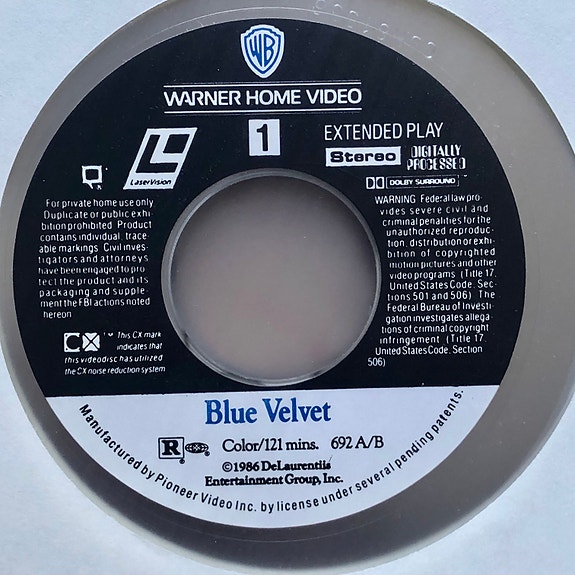 WB
WARNER HOME VIDEO
1
EXTENDED PLAY
Stereo
DIGITALLY
PROCESSED
LaserVision
DOLBY SURROUND
For private home use only
Duplicate or public exhi
bition prohibited Product
contains individual trace
able markings Civil inves-
tigators and attorneys
have been engaged to pro
tect the product and its
packaging and supple-
ment the FBI actions noted
hereon
CX
This CX mark
indicates that
this videodisc has utilized
the CX noise reduction system
WARNING Federal law pro-
vides severe civil and
criminal penalties for the
unauthorized reproduc-
tion, distribution or exhi-
bition of copyrighted
motion pictures and other
video programs (Title 17,
United States Code, Sec-
tions 501 and 506) The
Federal Bureau of Investi-
gation investigates allega
tions of criminal copyright
infringement (Title 17.
United States Code, Section
506)
Blue Velvet
R Color/121 mins. 692 A/B
©1986 DeLaurentiis
Entertainment Group, Inc.
Manufactured by Pioneer Video Inc. by license under several pending patents.